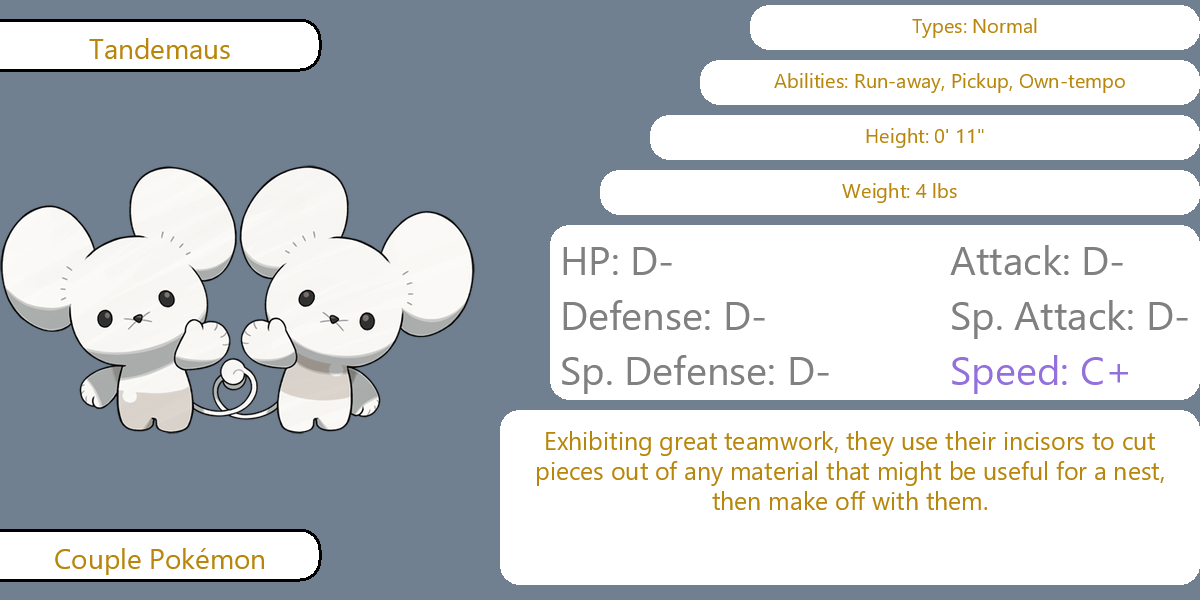 Tandemaus
Types: Normal
Abilities: Run-away, Pickup, Own-tempo
Height: 0' 11"
Weight: 4 lbs
HP: D-
Attack: D-
Defense: D-
Sp. Attack: D-
Sp. Defense: D-
Speed: C+
Exhibiting great teamwork, they use their incisors to cut
pieces out of any material that might be useful for a nest,
then make off with them.
Couple Pokémon